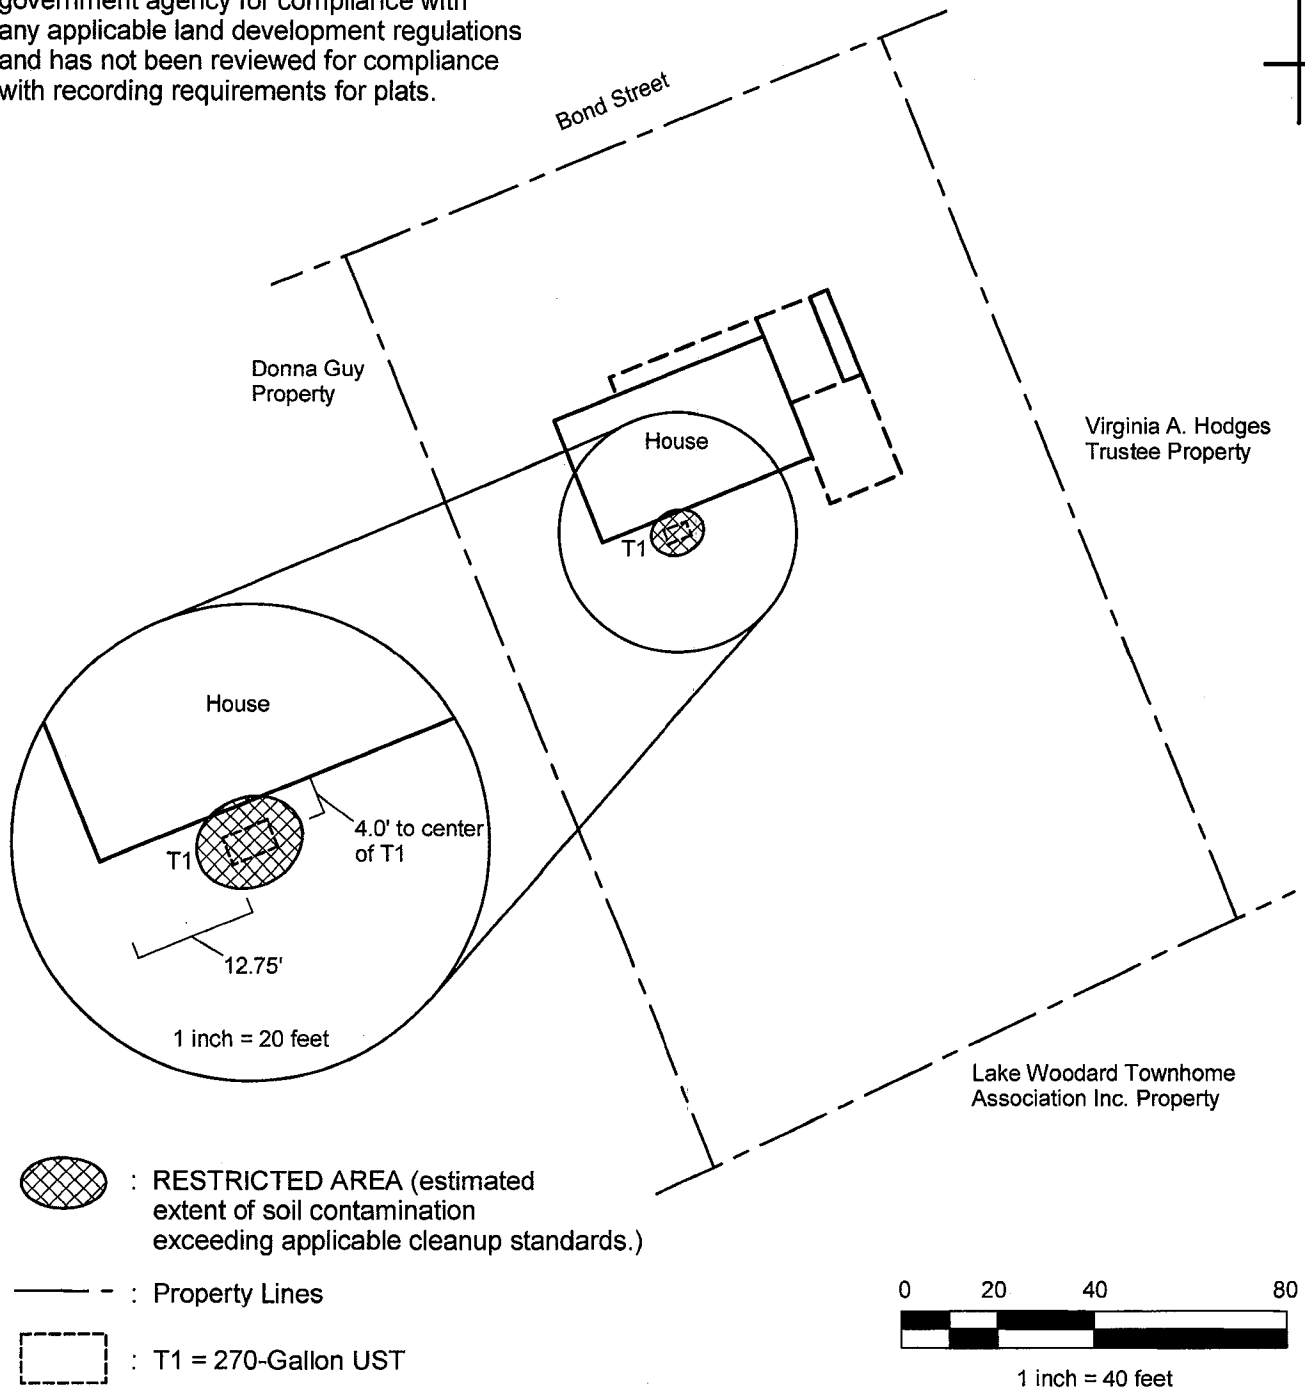 government agency for compliance with
any applicable land development regulations
and has not been reviewed for compliance
with recording requirements for plats.
Bond Street
Donna Guy
Property
House
Virginia A. Hodges
Trustee Property
T1
House
4.0' to center
of T1
T1
12.75'
1 inch = 20 feet
Lake Woodard Townhome
Association Inc. Property
: RESTRICTED AREA (estimated
extent of soil contamination
exceeding applicable cleanup standards.)
: Property Lines
: T1 = 270-Gallon UST
0 20 40 80
1 inch = 40 feet